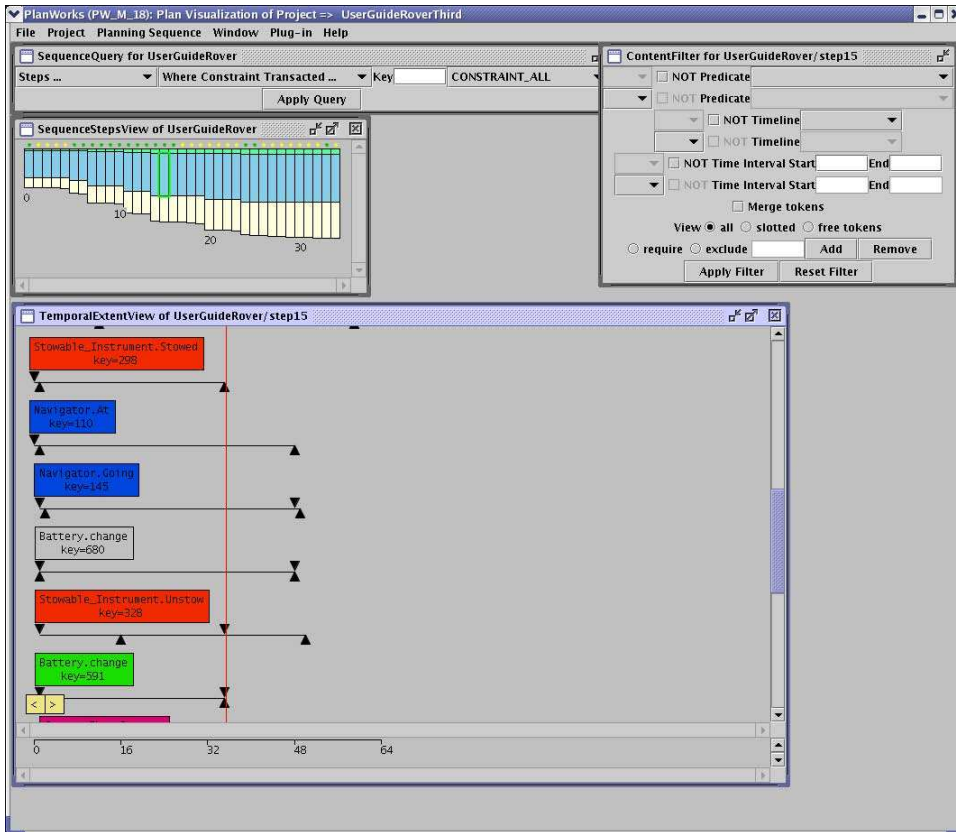 PlanWorks (PW_M_18): Plan Visualization of Project => UserGuideRoverThird
File Project Planning Sequence Window Plug-in Help
SequenceQuery for UserGuideRover
Steps ... Where Constraint Transacted ... Key CONSTRAINT_ALL
Apply Query
SequenceStepsView of UserGuideRover
0
10
20
30
ContentFilter for UserGuideRover/step15
NOT Predicate
NOT Predicate
NOT Timeline
NOT Timeline
NOT Time Interval Start End
NOT Time Interval Start End
Merge tokens
View all slotted free tokens
require exclude Add Remove
Apply Filter Reset Filter
TemporalExtentView of UserGuideRover/step15
Stowable_Instrument.Stowed
key=298
Navigator.At
key=110
Navigator.Going
key=145
Battery.change
key=680
Stowable_Instrument.Unstow
key=328
Battery.change
key=591
< >
0 16 32 48 64